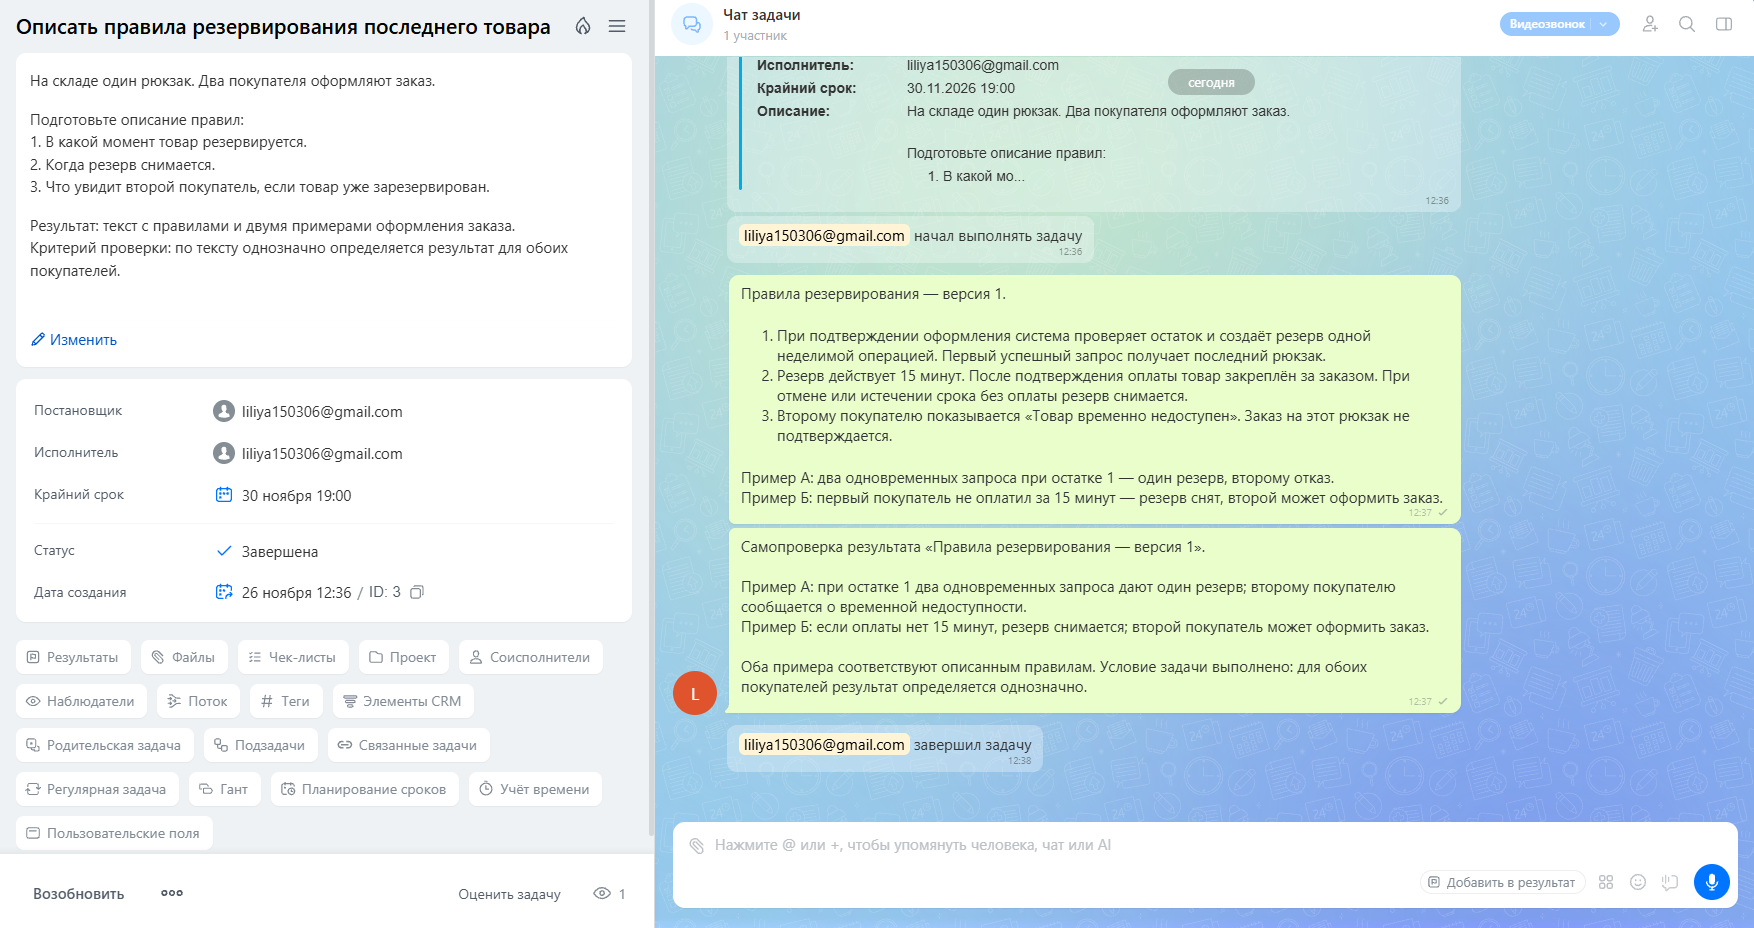 Описать правила резервирования последнего товара
На складе один рюкзак. Два покупателя оформляют заказ.
Подготовьте описание правил:
1. В какой момент товар резервируется.
2. Когда резерв снимается.
3. Что увидит второй покупатель, если товар уже зарезервирован.
Результат: текст с правилами и двумя примерами оформления заказа.
Критерий проверки: по тексту однозначно определяется результат для обоих
покупателей.
Изменить
Постановщик liliya150306@gmail.com
Исполнитель liliya150306@gmail.com
Крайний срок 30 ноября 19:00
Статус Завершена
Дата создания 26 ноября 12:36 / ID: 3
Результаты Файлы Чек-листы Проект Соисполнители
Наблюдатели Поток Теги Элементы CRM
Родительская задача Подзадачи Связанные задачи
Регулярная задача Гант Планирование сроков Учёт времени
Пользовательские поля
Возобновить Оценить задачу 1
Чат задачи
1 участник
Видеозвонок
сегодня
Исполнитель: liliya150306@gmail.com
Крайний срок: 30.11.2026 19:00
Описание: На складе один рюкзак. Два покупателя оформляют заказ.
Подготовьте описание правил:
1. В какой мо...
12:36
liliya150306@gmail.com начал выполнять задачу
12:36
Правила резервирования — версия 1.
1. При подтверждении оформления система проверяет остаток и создаёт резерв одной
неделимой операцией. Первый успешный запрос получает последний рюкзак.
2. Резерв действует 15 минут. После подтверждения оплаты товар закреплён за заказом. При
отмене или истечении срока без оплаты резерв снимается.
3. Второму покупателю показывается «Товар временно недоступен». Заказ на этот рюкзак не
подтверждается.
Пример А: два одновременных запроса при остатке 1 — один резерв, второму отказ.
Пример Б: первый покупатель не оплатил за 15 минут — резерв снят, второй может оформить заказ.
12:37
Самопроверка результата «Правила резервирования — версия 1».
Пример А: при остатке 1 два одновременных запроса дают один резерв; второму покупателю
сообщается о временной недоступности.
Пример Б: если оплаты нет 15 минут, резерв снимается; второй покупатель может оформить заказ.
Оба примера соответствуют описанным правилам. Условие задачи выполнено: для обоих
покупателей результат определяется однозначно.
12:37
L
liliya150306@gmail.com завершил задачу
12:38
Нажмите @ или +, чтобы упомянуть человека, чат или AI
Добавить в результат